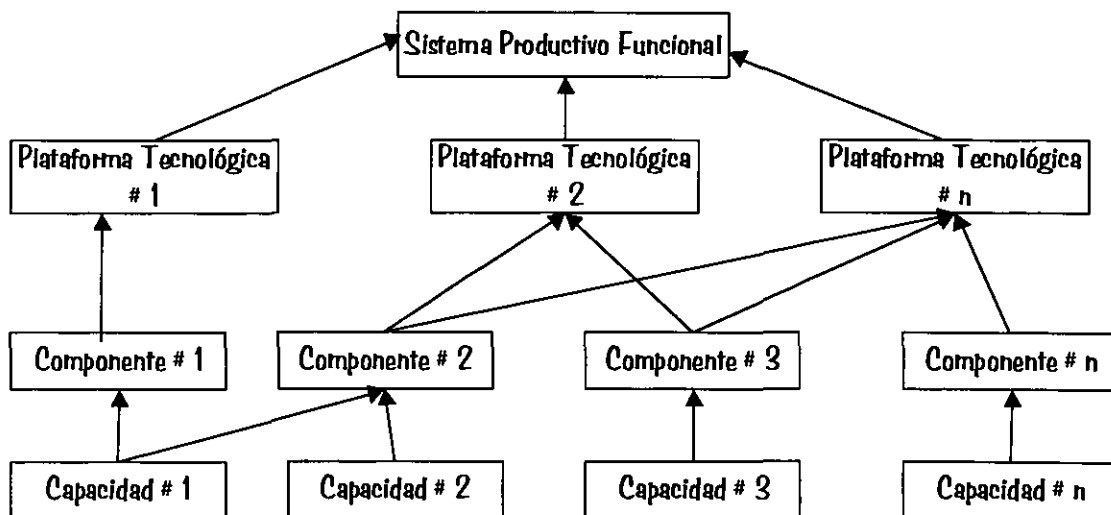 Sistema Productivo Funcional
Plataforma Tecnológica
# 1
Plataforma Tecnológica
# 2
Plataforma Tecnológica
# n
Componente # 1
Componente # 2
Componente # 3
Componente # n
Capacidad # 1
Capacidad # 2
Capacidad # 3
Capacidad # n